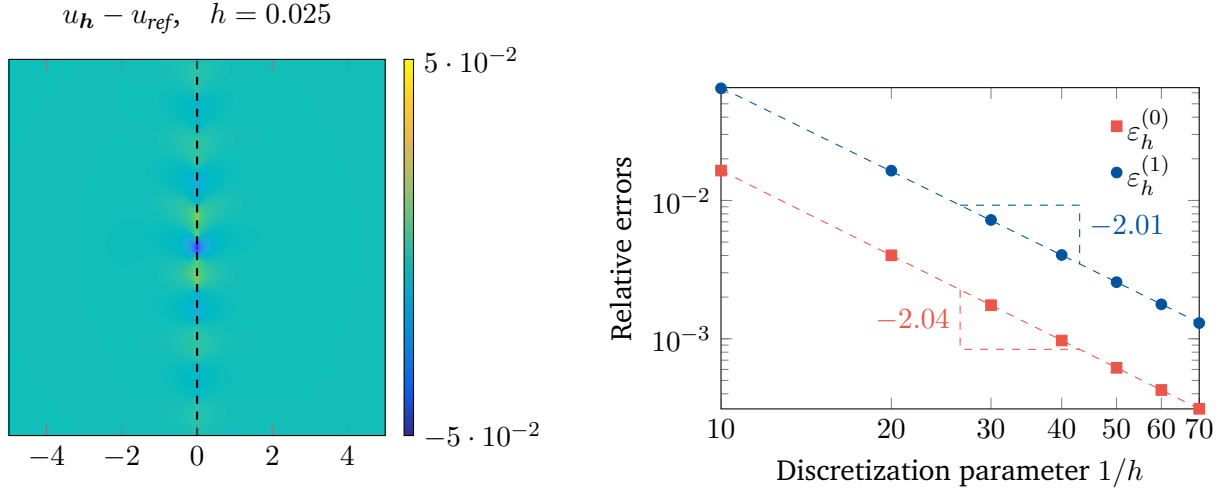 u_h − u_ref, h = 0.025
5 · 10^−2
−5 · 10^−2
−4 −2 0 2 4
Relative errors
10^−2
10^−3
ε_h^(0)
ε_h^(1)
−2.01
−2.04
10 20 30 40 50 60 70
Discretization parameter 1/h